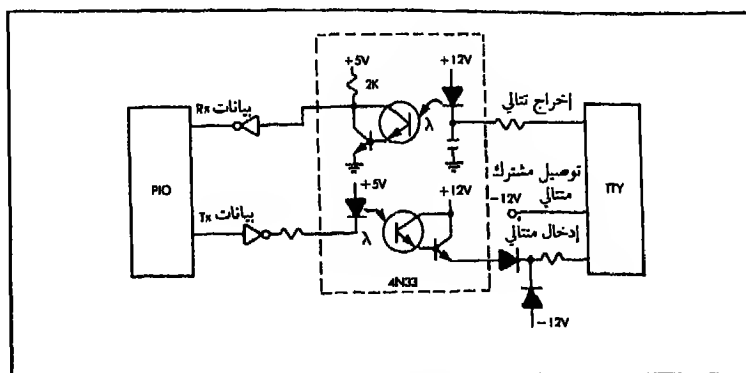 +5V
+12V
2K
إخراج تتالي
بيانات Rx
λ
PIO
TTY
توصيل مشترك
متتالي
-12V
+5V
+12V
بيانات Tx
إدخال متتالي
λ
4N33
-12V